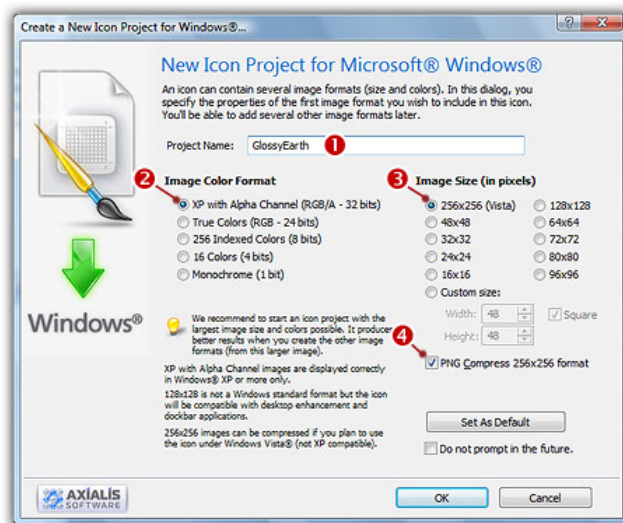 Create a New Icon Project for Windows®...
New Icon Project for Microsoft® Windows®
An icon can contain several image formats (size and colors). In this dialog, you
specify the properties of the first image format you wish to include in this icon.
You'll be able to add several other image formats later.
Project Name: GlossyEarth 1
2
Image Color Format
XP with Alpha Channel (RGB/A - 32 bits)
True Colors (RGB - 24 bits)
256 Indexed Colors (8 bits)
16 Colors (4 bits)
Monochrome (1 bit)
3
Image Size (in pixels)
256x256 (Vista) 128x128
48x48 64x64
32x32 72x72
24x24 80x80
16x16 96x96
Custom size:
Width: 48 Square
Height: 48
4
PNG Compress 256x256 format
Windows®
We recommend to start an icon project with the
largest image size and colors possible. It producer
better results when you create the other image
formats (from this larger image).
XP with Alpha Channel images are displayed correctly
in Windows® XP or more only.
128x128 is not a Windows standard format but the icon
will be compatible with desktop enhancement and
dockbar applications.
256x256 images can be compressed if you plan to use
the icon under Windows Vista® (not XP compatible).
Set As Default
Do not prompt in the future.
AXIALIS
SOFTWARE
OK Cancel